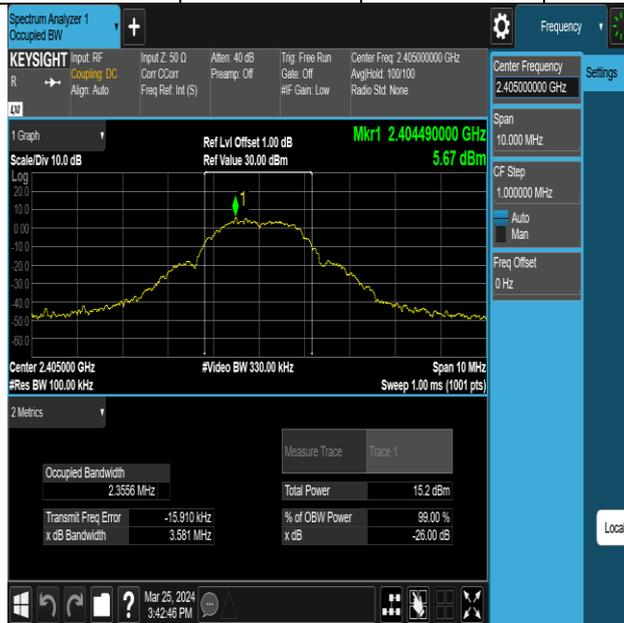 Spectrum Analyzer 1
Occupied BW
+
Frequency
KEYSIGHT
R
Input: RF
Coupling: DC
Align: Auto
Input Z: 50 Ω
Corr CCorr
Freq Ref: Int (S)
Atten: 40 dB
Preamp: Off
Trig: Free Run
Gate: Off
#IF Gain: Low
Center Freq: 2.405000000 GHz
Avg|Hold: 100/100
Radio Std: None
Center Frequency
2.405000000 GHz
Settings
Span
10.000 MHz
CF Step
1.000000 MHz
Auto
Man
Freq Offset
0 Hz
1 Graph
Scale/Div 10.0 dB
Ref Lvl Offset 1.00 dB
Ref Value 30.00 dBm
Mkr1 2.404490000 GHz
5.67 dBm
Log
20.0
10.0
0.00
-10.0
-20.0
-30.0
-40.0
-50.0
-60.0
1
Center 2.405000 GHz
#Res BW 100.00 kHz
#Video BW 330.00 kHz
Span 10 MHz
Sweep 1.00 ms (1001 pts)
2 Metrics
Measure Trace Trace 1
Occupied Bandwidth
2.3556 MHz
Total Power 15.2 dBm
Transmit Freq Error -15.910 kHz
% of OBW Power 99.00 %
x dB Bandwidth 3.581 MHz
x dB -26.00 dB
Local
?
Mar 25, 2024
3:42:46 PM